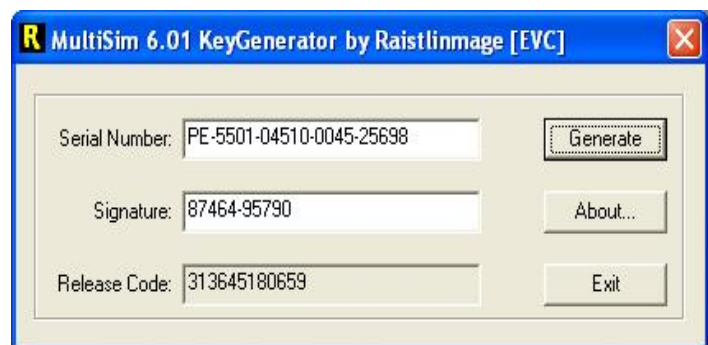 R MultiSim 6.01 KeyGenerator by Raistlinmage [EVC]
Serial Number: PE-5501-04510-0045-25698 Generate
Signature: 87464-95790 About...
Release Code: 313645180659 Exit